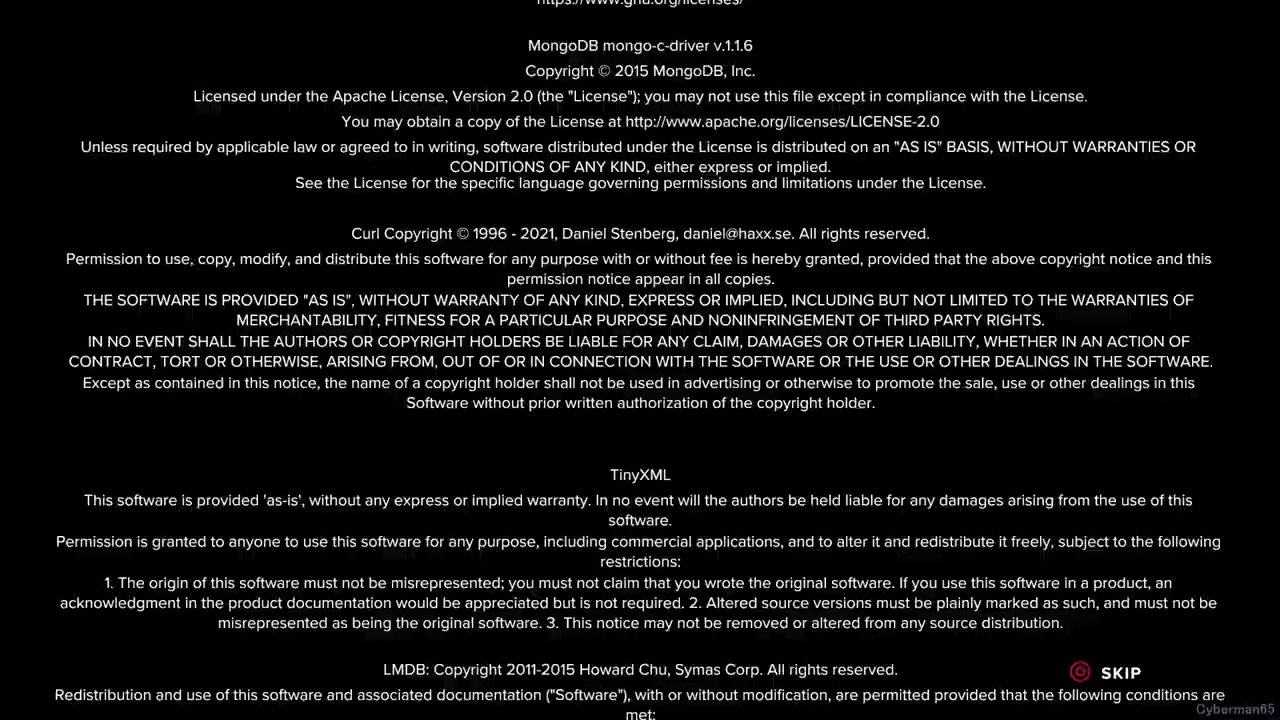 https://www.gnu.org/licenses/
MongoDB mongo-c-driver v.1.1.6
Copyright © 2015 MongoDB, Inc.
Licensed under the Apache License, Version 2.0 (the "License"); you may not use this file except in compliance with the License.
You may obtain a copy of the License at http://www.apache.org/licenses/LICENSE-2.0
Unless required by applicable law or agreed to in writing, software distributed under the License is distributed on an "AS IS" BASIS, WITHOUT WARRANTIES OR
CONDITIONS OF ANY KIND, either express or implied.
See the License for the specific language governing permissions and limitations under the License.
Curl Copyright © 1996 - 2021, Daniel Stenberg, daniel@haxx.se. All rights reserved.
Permission to use, copy, modify, and distribute this software for any purpose with or without fee is hereby granted, provided that the above copyright notice and this
permission notice appear in all copies.
THE SOFTWARE IS PROVIDED "AS IS", WITHOUT WARRANTY OF ANY KIND, EXPRESS OR IMPLIED, INCLUDING BUT NOT LIMITED TO THE WARRANTIES OF
MERCHANTABILITY, FITNESS FOR A PARTICULAR PURPOSE AND NONINFRINGEMENT OF THIRD PARTY RIGHTS.
IN NO EVENT SHALL THE AUTHORS OR COPYRIGHT HOLDERS BE LIABLE FOR ANY CLAIM, DAMAGES OR OTHER LIABILITY, WHETHER IN AN ACTION OF
CONTRACT, TORT OR OTHERWISE, ARISING FROM, OUT OF OR IN CONNECTION WITH THE SOFTWARE OR THE USE OR OTHER DEALINGS IN THE SOFTWARE.
Except as contained in this notice, the name of a copyright holder shall not be used in advertising or otherwise to promote the sale, use or other dealings in this
Software without prior written authorization of the copyright holder.
TinyXML
This software is provided 'as-is', without any express or implied warranty. In no event will the authors be held liable for any damages arising from the use of this
software.
Permission is granted to anyone to use this software for any purpose, including commercial applications, and to alter it and redistribute it freely, subject to the following
restrictions:
1. The origin of this software must not be misrepresented; you must not claim that you wrote the original software. If you use this software in a product, an
acknowledgment in the product documentation would be appreciated but is not required. 2. Altered source versions must be plainly marked as such, and must not be
misrepresented as being the original software. 3. This notice may not be removed or altered from any source distribution.
LMDB: Copyright 2011-2015 Howard Chu, Symas Corp. All rights reserved.
SKIP
Redistribution and use of this software and associated documentation ("Software"), with or without modification, are permitted provided that the following conditions are
met:
Cyberman65